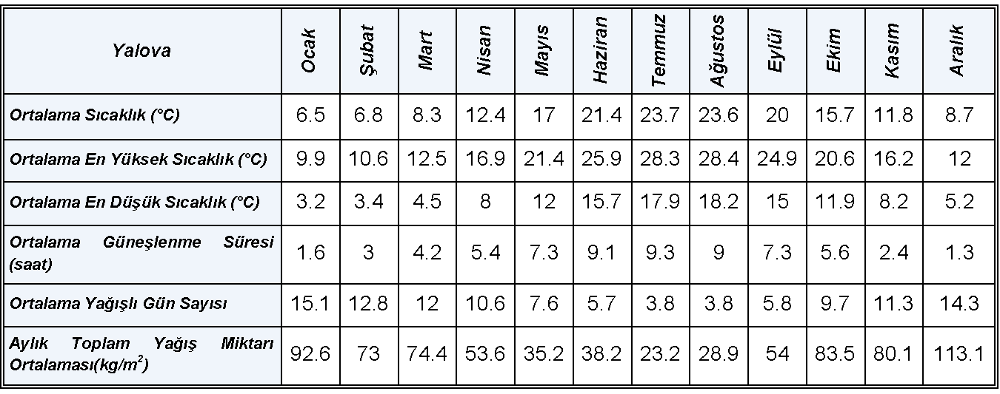 Yalova Ocak Şubat Mart Nisan Mayıs Haziran Temmuz Ağustos Eylül Ekim Kasım Aralık
Ortalama Sıcaklık (°C) 6.5 6.8 8.3 12.4 17 21.4 23.7 23.6 20 15.7 11.8 8.7
Ortalama En Yüksek Sıcaklık (°C) 9.9 10.6 12.5 16.9 21.4 25.9 28.3 28.4 24.9 20.6 16.2 12
Ortalama En Düşük Sıcaklık (°C) 3.2 3.4 4.5 8 12 15.7 17.9 18.2 15 11.9 8.2 5.2
Ortalama Güneşlenme Süresi
(saat) 1.6 3 4.2 5.4 7.3 9.1 9.3 9 7.3 5.6 2.4 1.3
Ortalama Yağışlı Gün Sayısı 15.1 12.8 12 10.6 7.6 5.7 3.8 3.8 5.8 9.7 11.3 14.3
Aylık Toplam Yağış Miktarı
Ortalaması(kg/m²) 92.6 73 74.4 53.6 35.2 38.2 23.2 28.9 54 83.5 80.1 113.1